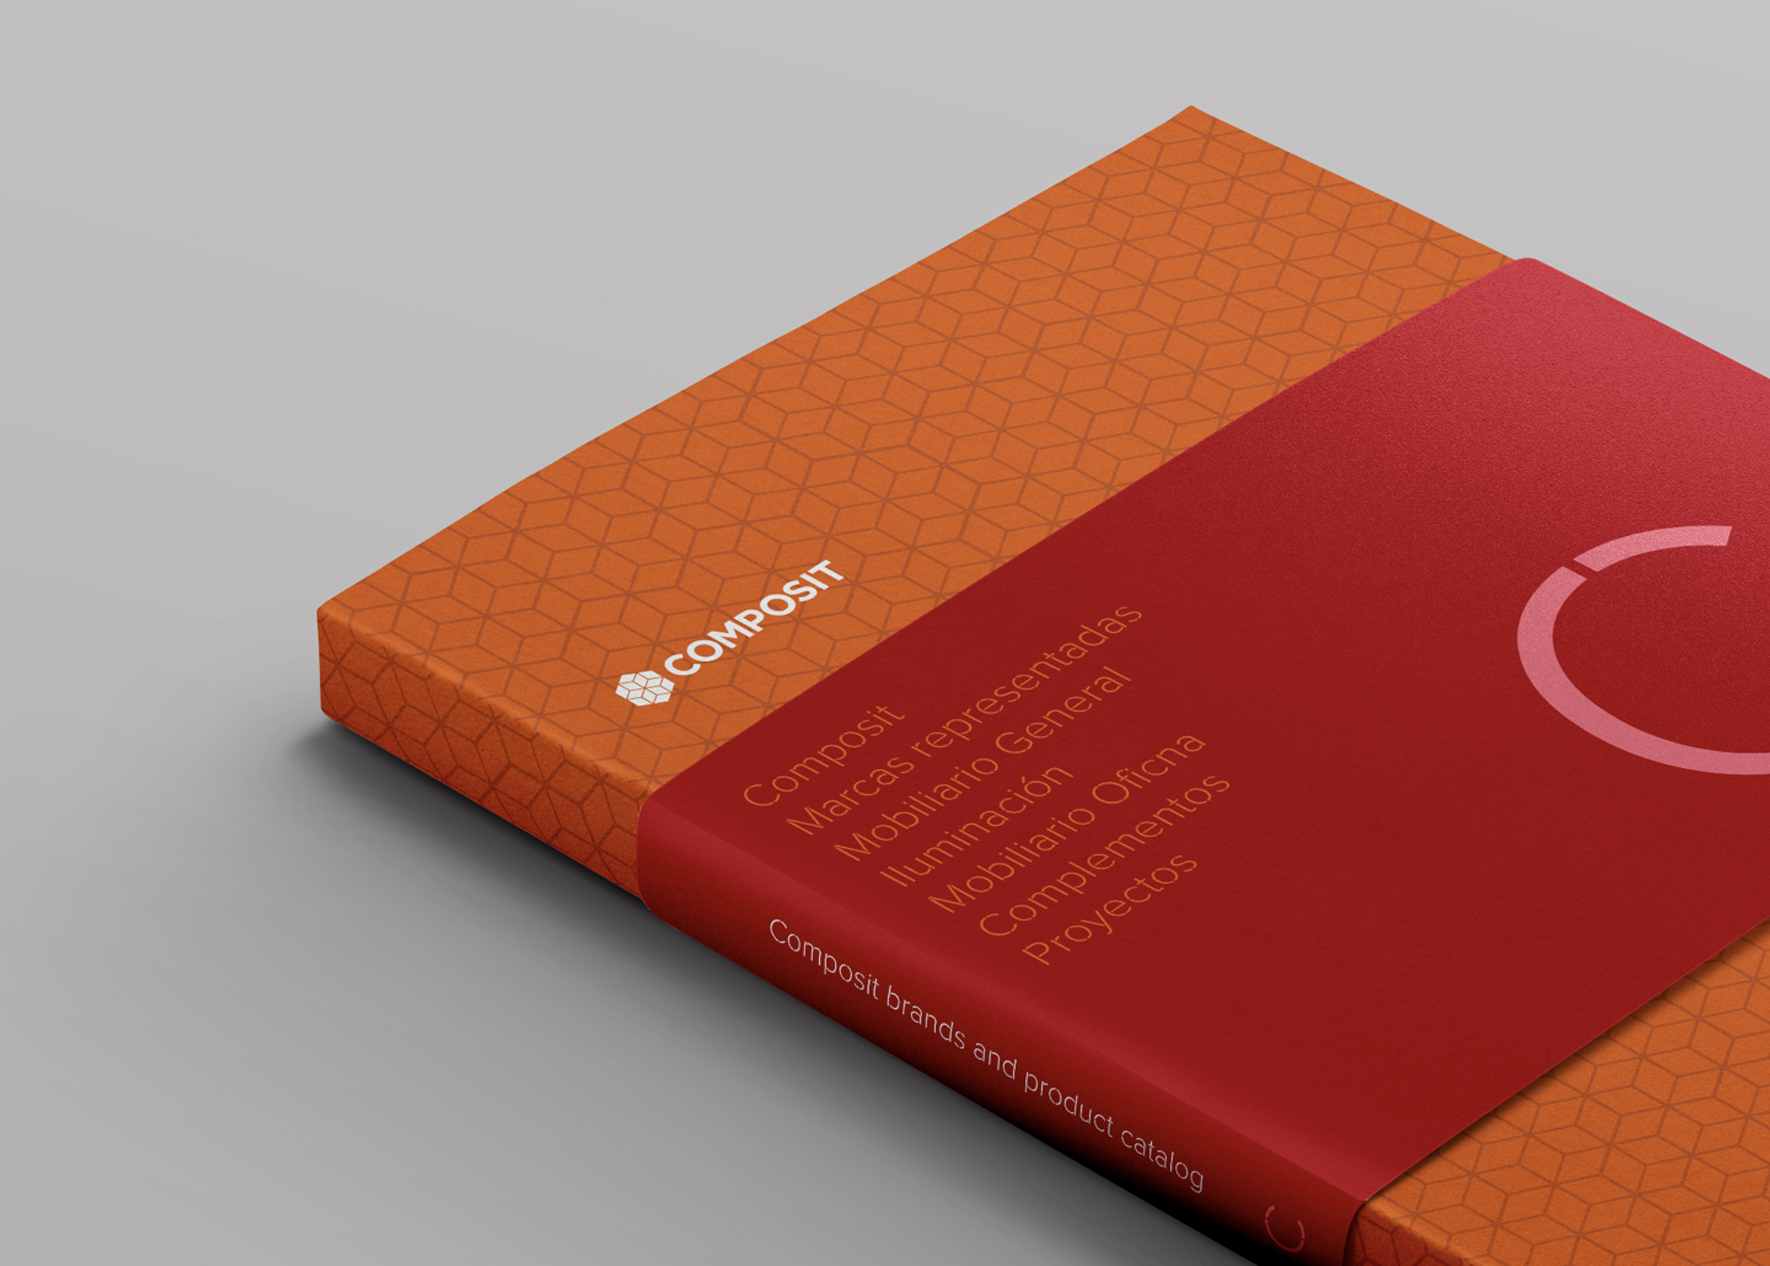 COMPOSIT
Composit
Marcas representadas
Mobiliario General
Iluminación
Mobiliario Oficna
Complementos
Proyectos
Composit brands and product catalog